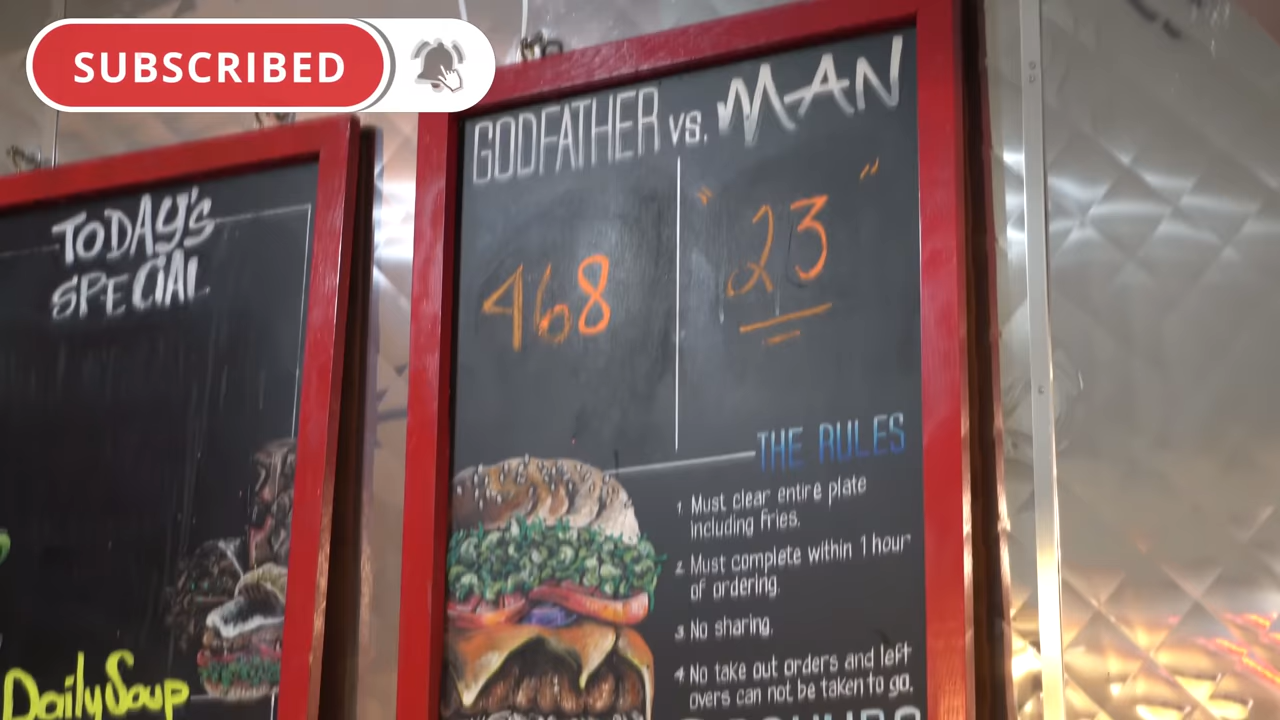 SUBSCRIBED
TODAY'S
SPECIAL
Daily Soup
GODFATHER vs. MAN
468
"23"
THE RULES
1. Must clear entire plate
including fries.
2 Must complete within 1 hour
of ordering.
3 No sharing.
4 No take out orders and left
overs can not be taken to go.